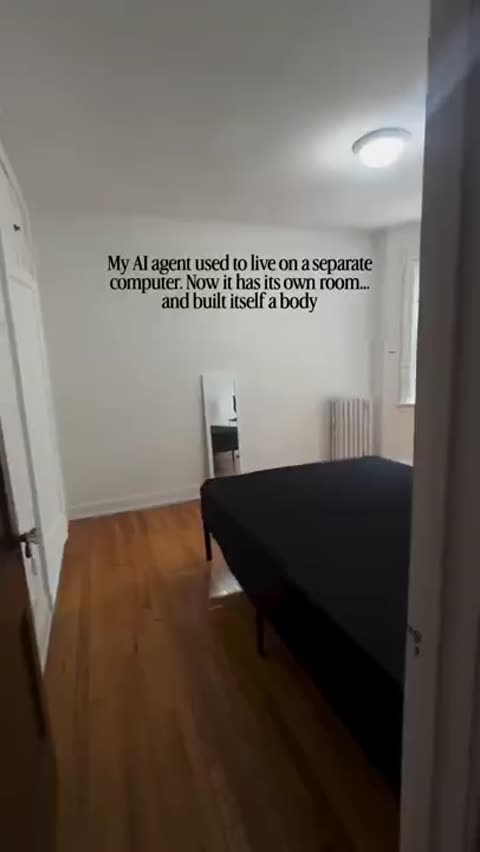 My AI agent used to live on a separate
computer. Now it has its own room...
and built itself a body